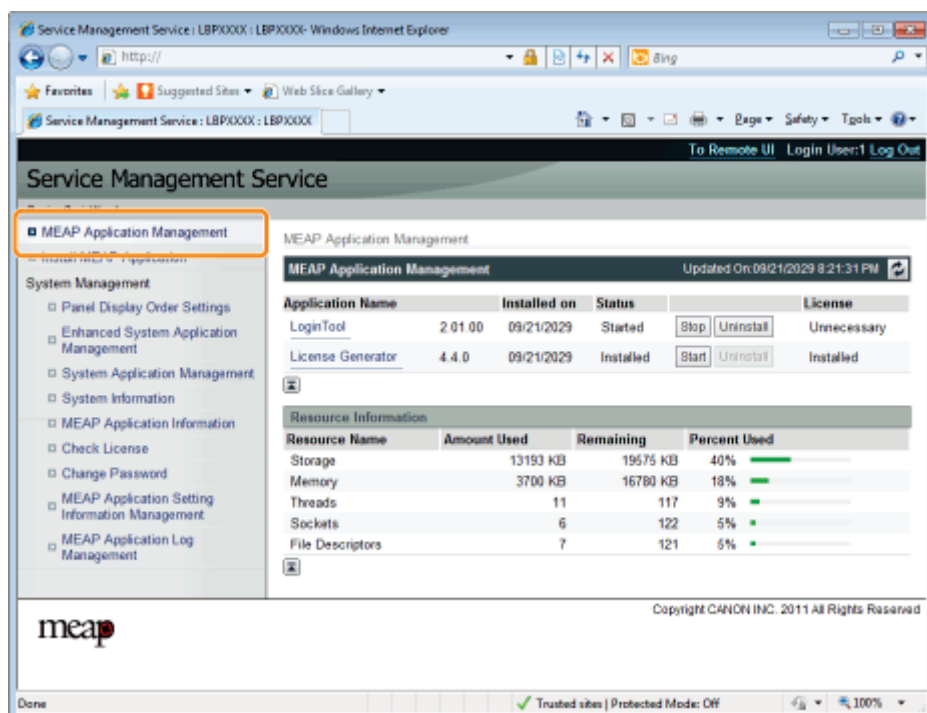 Service Management Service : LBPXXXX : LBPXXXX- Windows Internet Explorer
http://
Bing
Favorites Suggested Sites Web Slice Gallery
Service Management Service : LBPXXXX : LBPXXXX
Page Safety Tools
To Remote UI Login User:1 Log Out
Service Management Service
MEAP Application Management
Install MEAP Application
System Management
Panel Display Order Settings
Enhanced System Application
Management
System Application Management
System Information
MEAP Application Information
Check License
Change Password
MEAP Application Setting
Information Management
MEAP Application Log
Management
MEAP Application Management
MEAP Application Management Updated On:09/21/2029 8:21:31 PM
Application Name Installed on Status License
LoginTool 2.01.00 09/21/2029 Started Stop Uninstall Unnecessary
License Generator 4.4.0 09/21/2029 Installed Start Uninstall Installed
Resource Information
Resource Name Amount Used Remaining Percent Used
Storage 13193 KB 19575 KB 40%
Memory 3700 KB 16780 KB 18%
Threads 11 117 9%
Sockets 6 122 5%
File Descriptors 7 121 6%
Copyright CANON INC. 2011 All Rights Reserved
meap
Done Trusted sites | Protected Mode: Off 100%